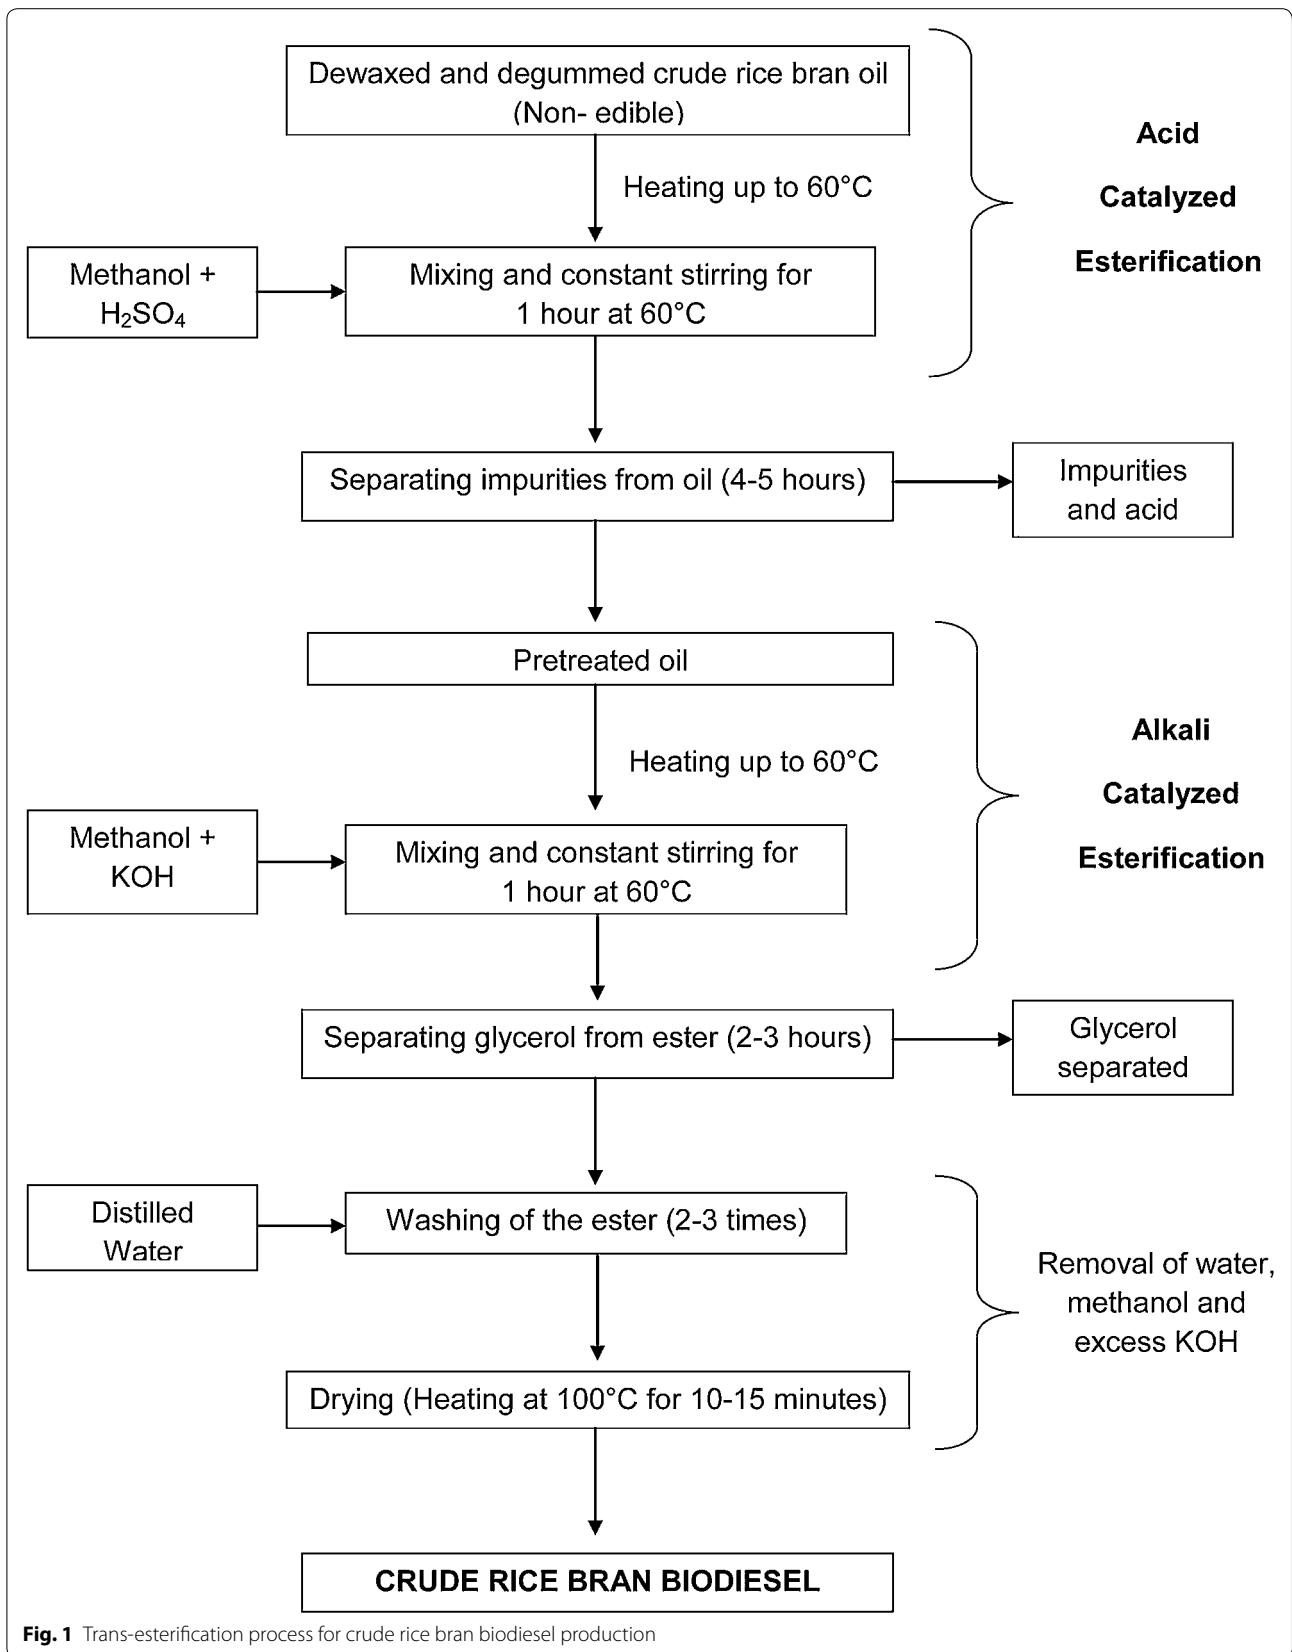 Dewaxed and degummed crude rice bran oil
(Non- edible)
Heating up to 60°C
Acid
Catalyzed
Esterification
Methanol +
H₂SO₄
Mixing and constant stirring for
1 hour at 60°C
Separating impurities from oil (4-5 hours)
Impurities
and acid
Pretreated oil
Heating up to 60°C
Alkali
Catalyzed
Esterification
Methanol +
KOH
Mixing and constant stirring for
1 hour at 60°C
Separating glycerol from ester (2-3 hours)
Glycerol
separated
Distilled
Water
Washing of the ester (2-3 times)
Removal of water,
methanol and
excess KOH
Drying (Heating at 100°C for 10-15 minutes)
CRUDE RICE BRAN BIODIESEL
Fig. 1 Trans-esterification process for crude rice bran biodiesel production